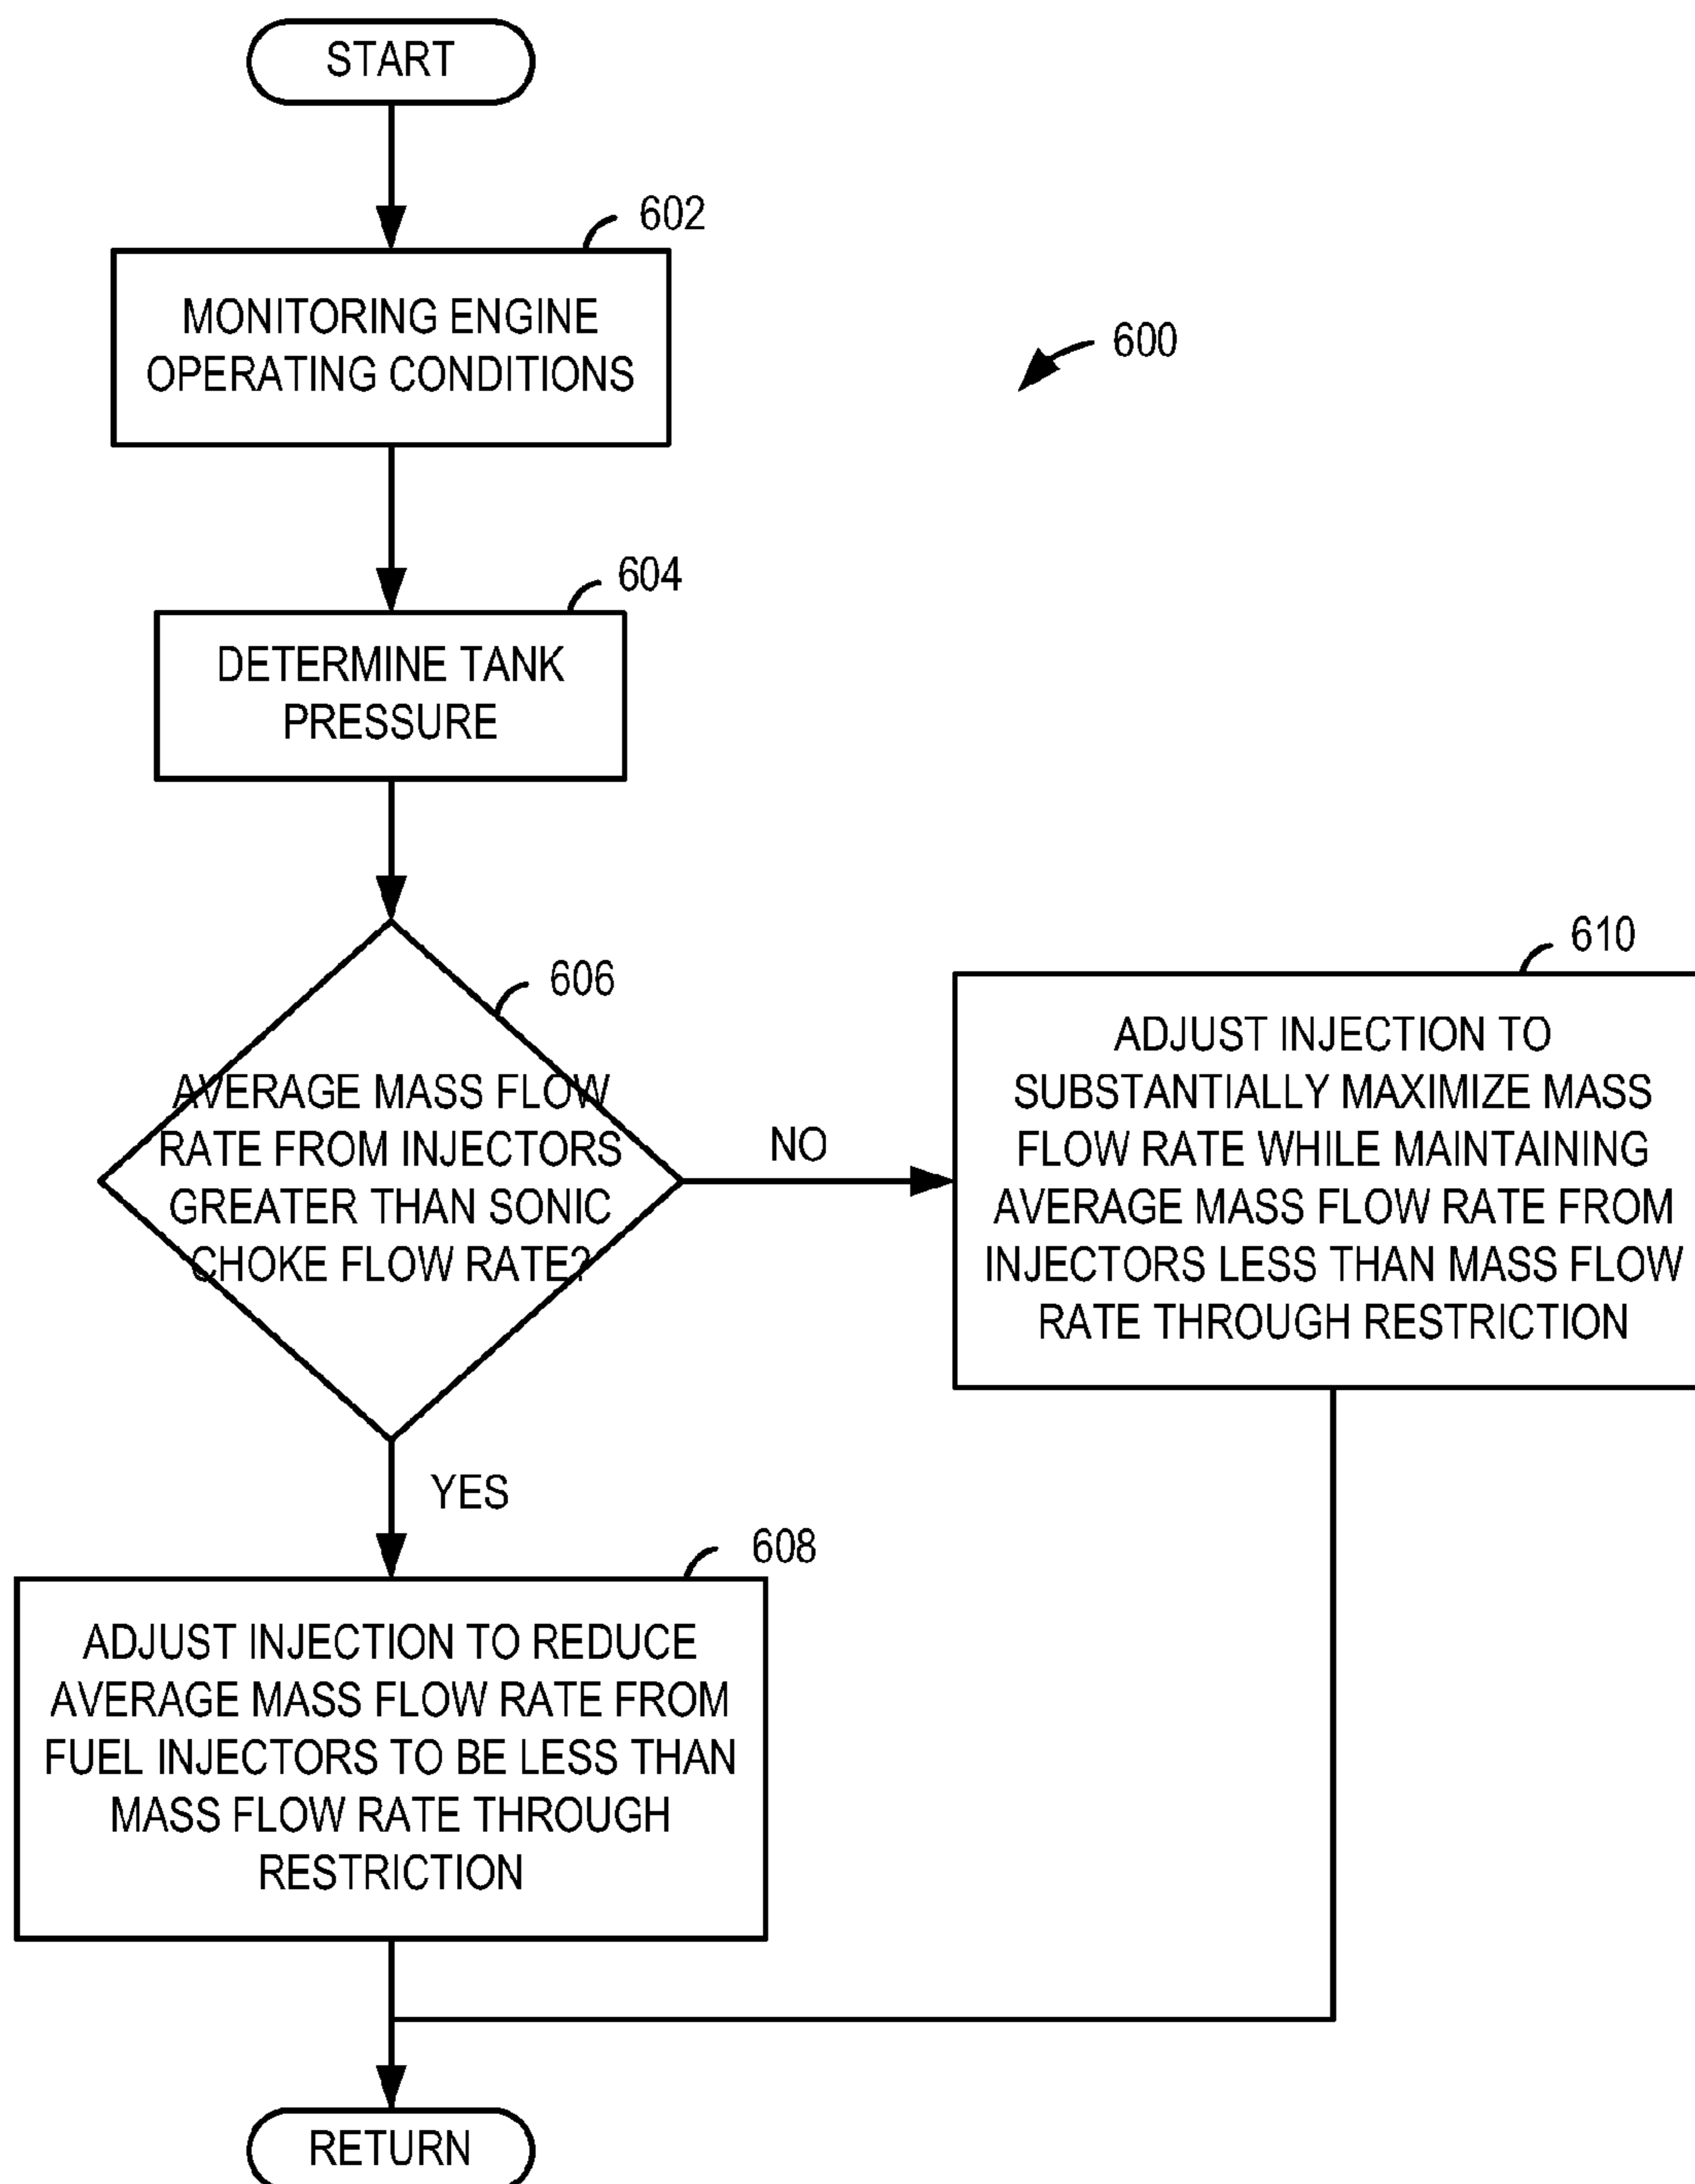 START
602
MONITORING ENGINE
OPERATING CONDITIONS
600
604
DETERMINE TANK
PRESSURE
606
AVERAGE MASS FLOW
RATE FROM INJECTORS
GREATER THAN SONIC
CHOKE FLOW RATE?
NO
610
ADJUST INJECTION TO
SUBSTANTIALLY MAXIMIZE MASS
FLOW RATE WHILE MAINTAINING
AVERAGE MASS FLOW RATE FROM
INJECTORS LESS THAN MASS FLOW
RATE THROUGH RESTRICTION
YES
608
ADJUST INJECTION TO REDUCE
AVERAGE MASS FLOW RATE FROM
FUEL INJECTORS TO BE LESS THAN
MASS FLOW RATE THROUGH
RESTRICTION
RETURN